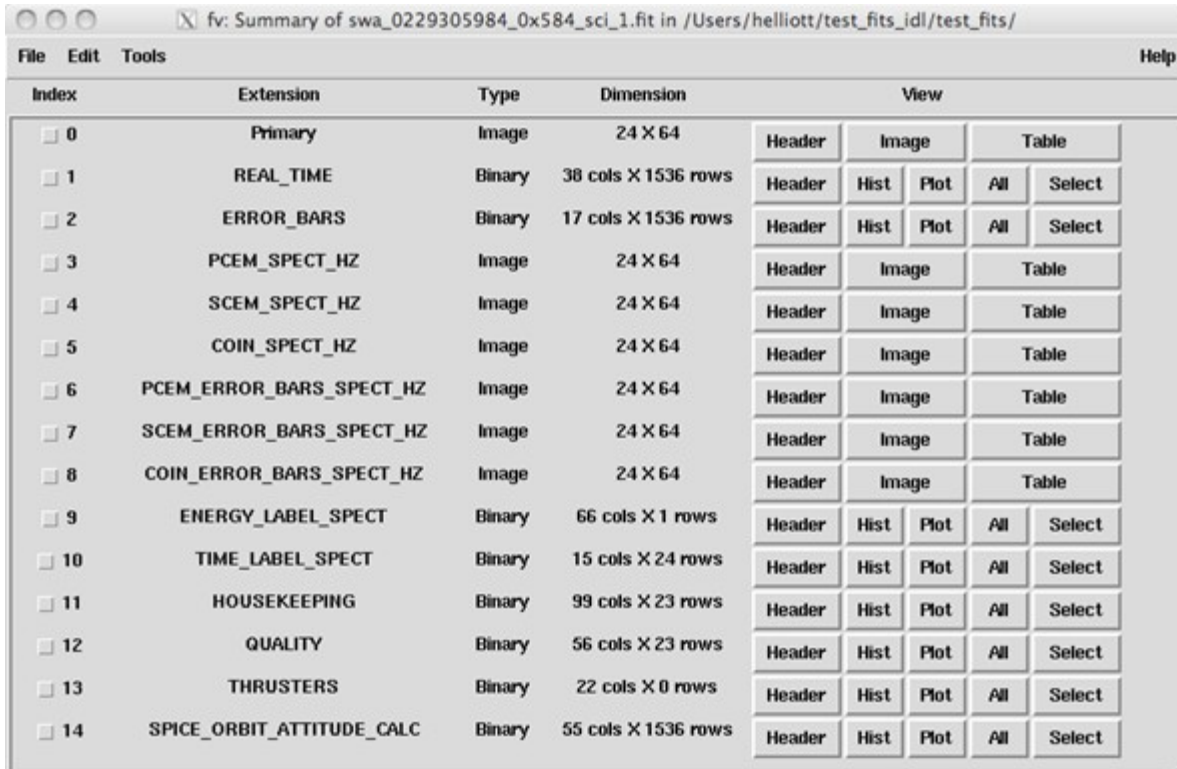 X fv: Summary of swa_0229305984_0x584_sci_1.fit in /Users/helliott/test_fits_idl/test_fits/
File Edit Tools Help
Index Extension Type Dimension View
0 Primary Image 24 X 64 Header Image Table
1 REAL_TIME Binary 38 cols X 1536 rows Header Hist Plot All Select
2 ERROR_BARS Binary 17 cols X 1536 rows Header Hist Plot All Select
3 PCEM_SPECT_HZ Image 24 X 64 Header Image Table
4 SCEM_SPECT_HZ Image 24 X 64 Header Image Table
5 COIN_SPECT_HZ Image 24 X 64 Header Image Table
6 PCEM_ERROR_BARS_SPECT_HZ Image 24 X 64 Header Image Table
7 SCEM_ERROR_BARS_SPECT_HZ Image 24 X 64 Header Image Table
8 COIN_ERROR_BARS_SPECT_HZ Image 24 X 64 Header Image Table
9 ENERGY_LABEL_SPECT Binary 66 cols X 1 rows Header Hist Plot All Select
10 TIME_LABEL_SPECT Binary 15 cols X 24 rows Header Hist Plot All Select
11 HOUSEKEEPING Binary 99 cols X 23 rows Header Hist Plot All Select
12 QUALITY Binary 56 cols X 23 rows Header Hist Plot All Select
13 THRUSTERS Binary 22 cols X 0 rows Header Hist Plot All Select
14 SPICE_ORBIT_ATTITUDE_CALC Binary 55 cols X 1536 rows Header Hist Plot All Select